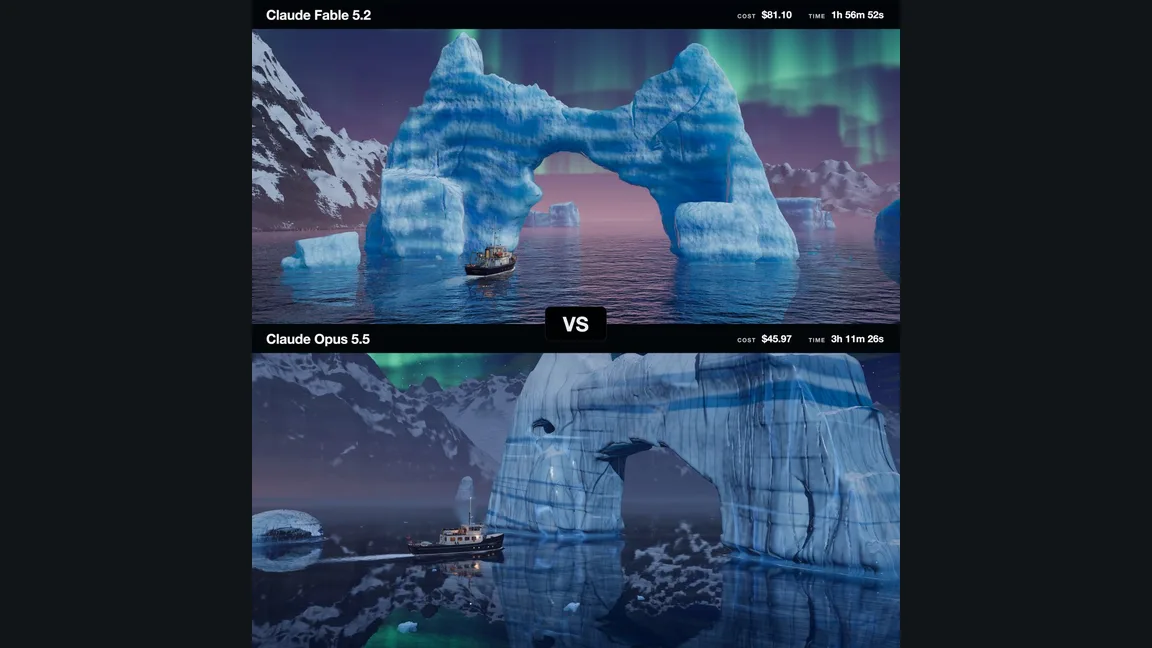 Claude Fable 5.2 COST $81.10 TIME 1h 56m 52s
VS
Claude Opus 5.5 COST $45.97 TIME 3h 11m 26s